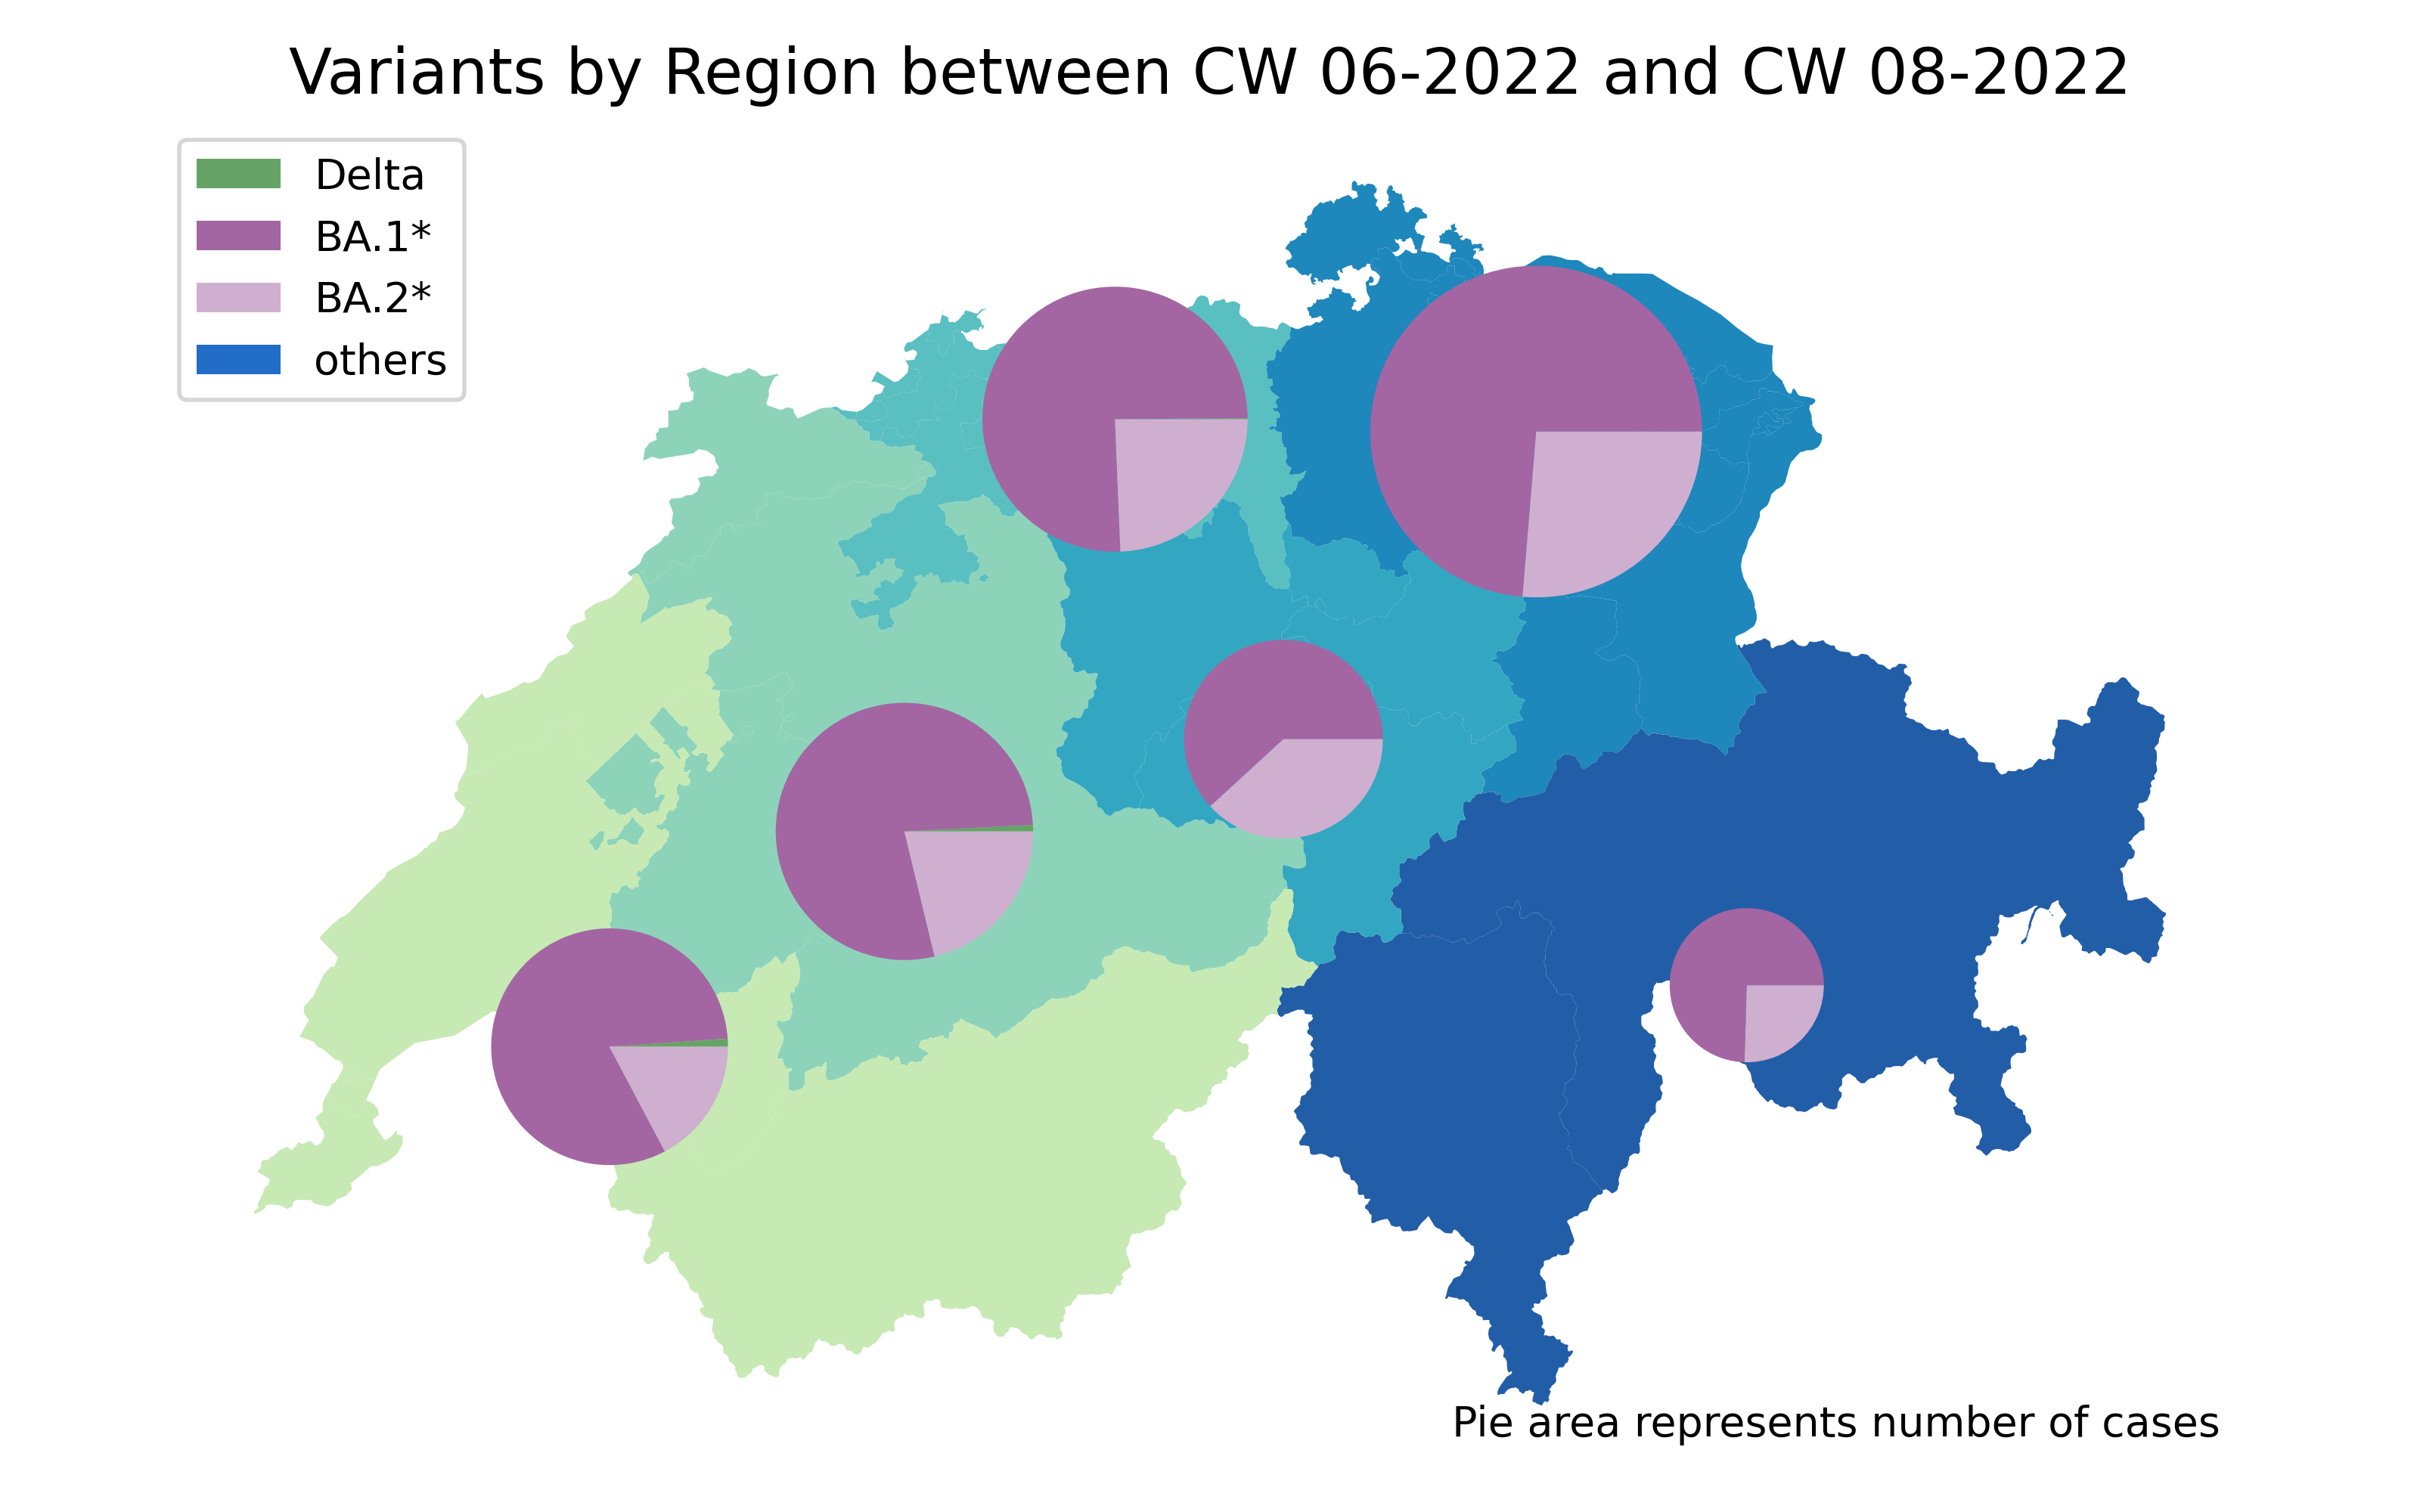 Variants by Region between CW 06-2022 and CW 08-2022
Delta
BA.1*
BA.2*
others
Pie area represents number of cases